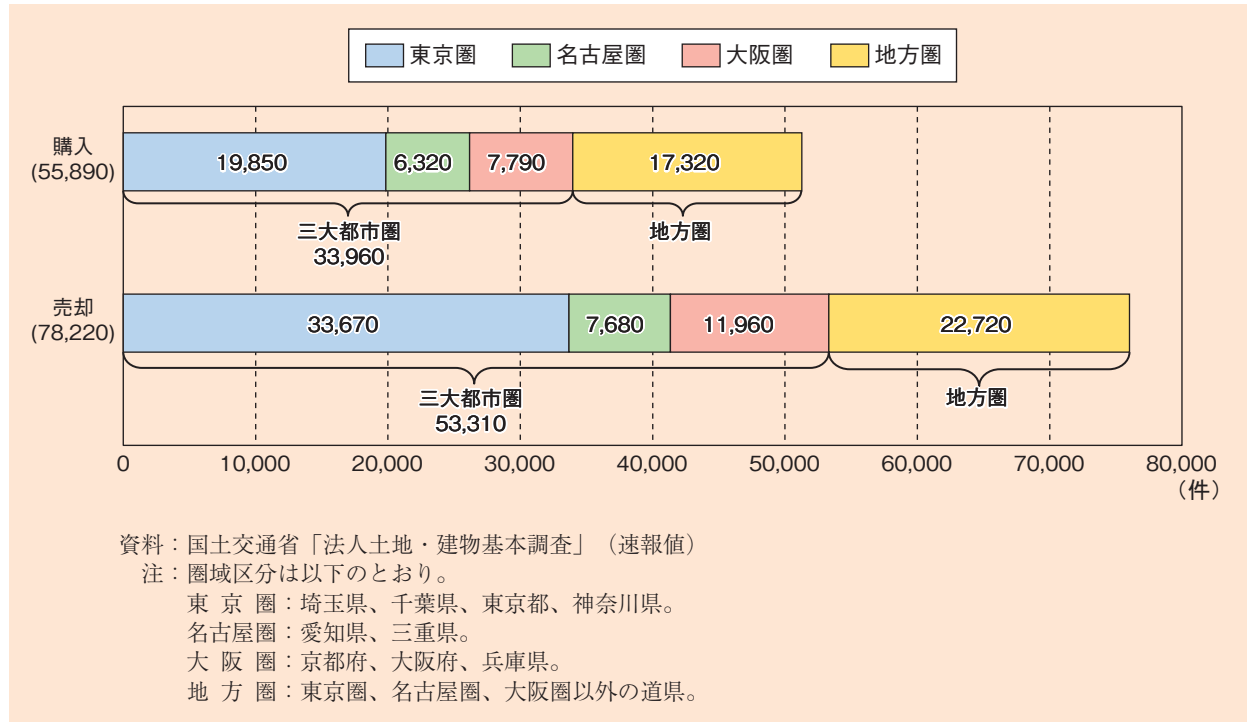 東京圏 名古屋圏 大阪圏 地方圏
購入
(55,890)
19,850 6,320 7,790 17,320
三大都市圏
33,960
地方圏
売却
(78,220)
33,670 7,680 11,960 22,720
三大都市圏
53,310
地方圏
0 10,000 20,000 30,000 40,000 50,000 60,000 70,000 80,000
(件)
資料：国土交通省「法人土地・建物基本調査」（速報値）
注：圏域区分は以下のとおり。
東 京 圏：埼玉県、千葉県、東京都、神奈川県。
名古屋圏：愛知県、三重県。
大 阪 圏：京都府、大阪府、兵庫県。
地 方 圏：東京圏、名古屋圏、大阪圏以外の道県。